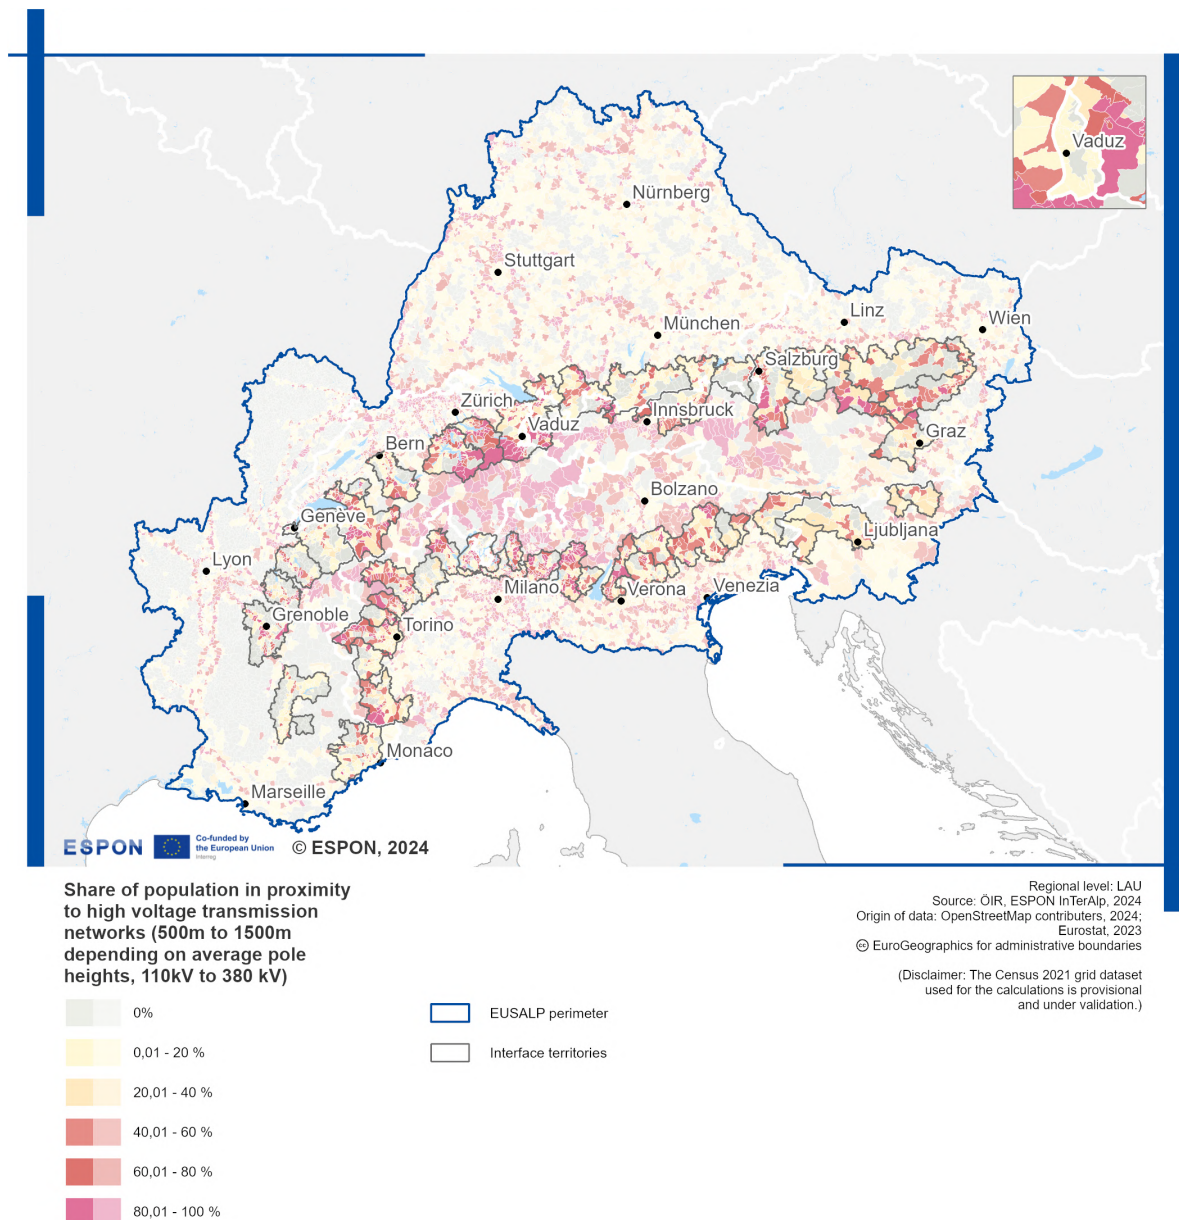 Vaduz
Nürnberg
Stuttgart
München
Linz
Wien
Salzburg
Zürich
Innsbruck
Vaduz
Graz
Bern
Bolzano
Genève
Ljubljana
Lyon
Milano
Verona
Venezia
Grenoble
Torino
Monaco
Marseille
ESPON
Co-funded by
the European Union
Interreg
© ESPON, 2024
Share of population in proximity
to high voltage transmission
networks (500m to 1500m
depending on average pole
heights, 110kV to 380 kV)
0%
0,01 - 20 %
20,01 - 40 %
40,01 - 60 %
60,01 - 80 %
80,01 - 100 %
EUSALP perimeter
Interface territories
Regional level: LAU
Source: ÖIR, ESPON InTerAlp, 2024
Origin of data: OpenStreetMap contributers, 2024;
Eurostat, 2023
cc EuroGeographics for administrative boundaries
(Disclaimer: The Census 2021 grid dataset
used for the calculations is provisional
and under validation.)